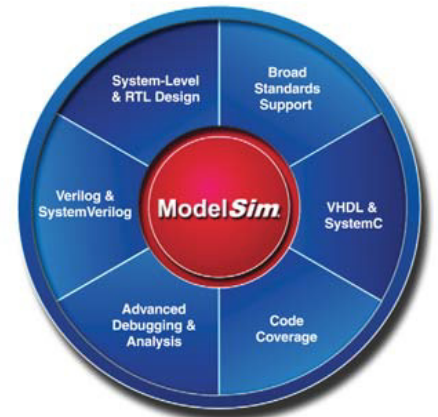 System-Level
& RTL Design
Broad
Standards
Support
Verilog &
SystemVerilog
ModelSim
VHDL &
SystemC
Advanced
Debugging &
Analysis
Code
Coverage